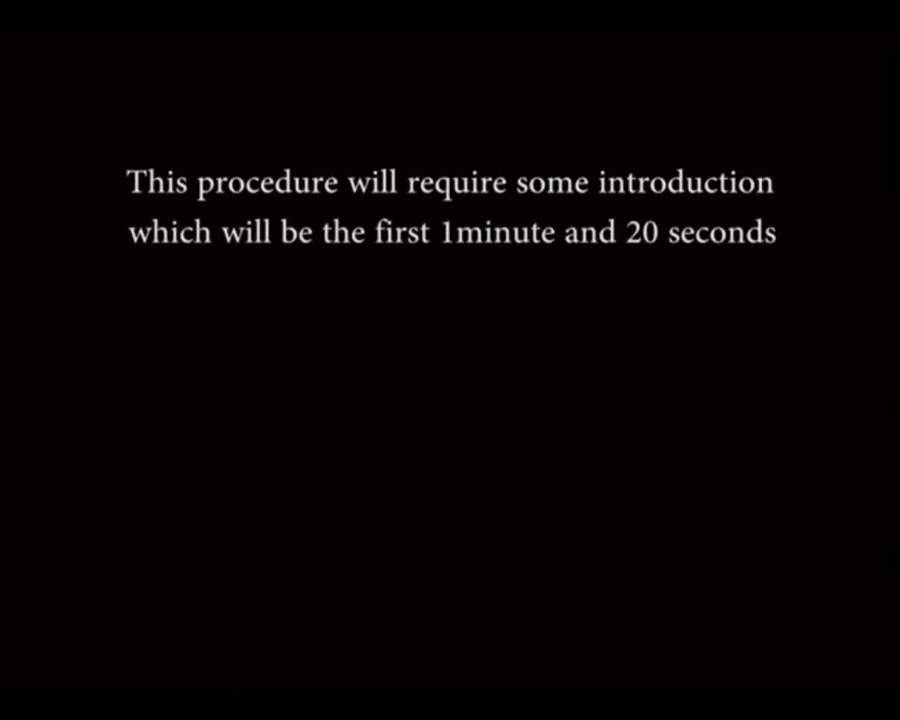 This procedure will require some introduction
which will be the first 1minute and 20 seconds